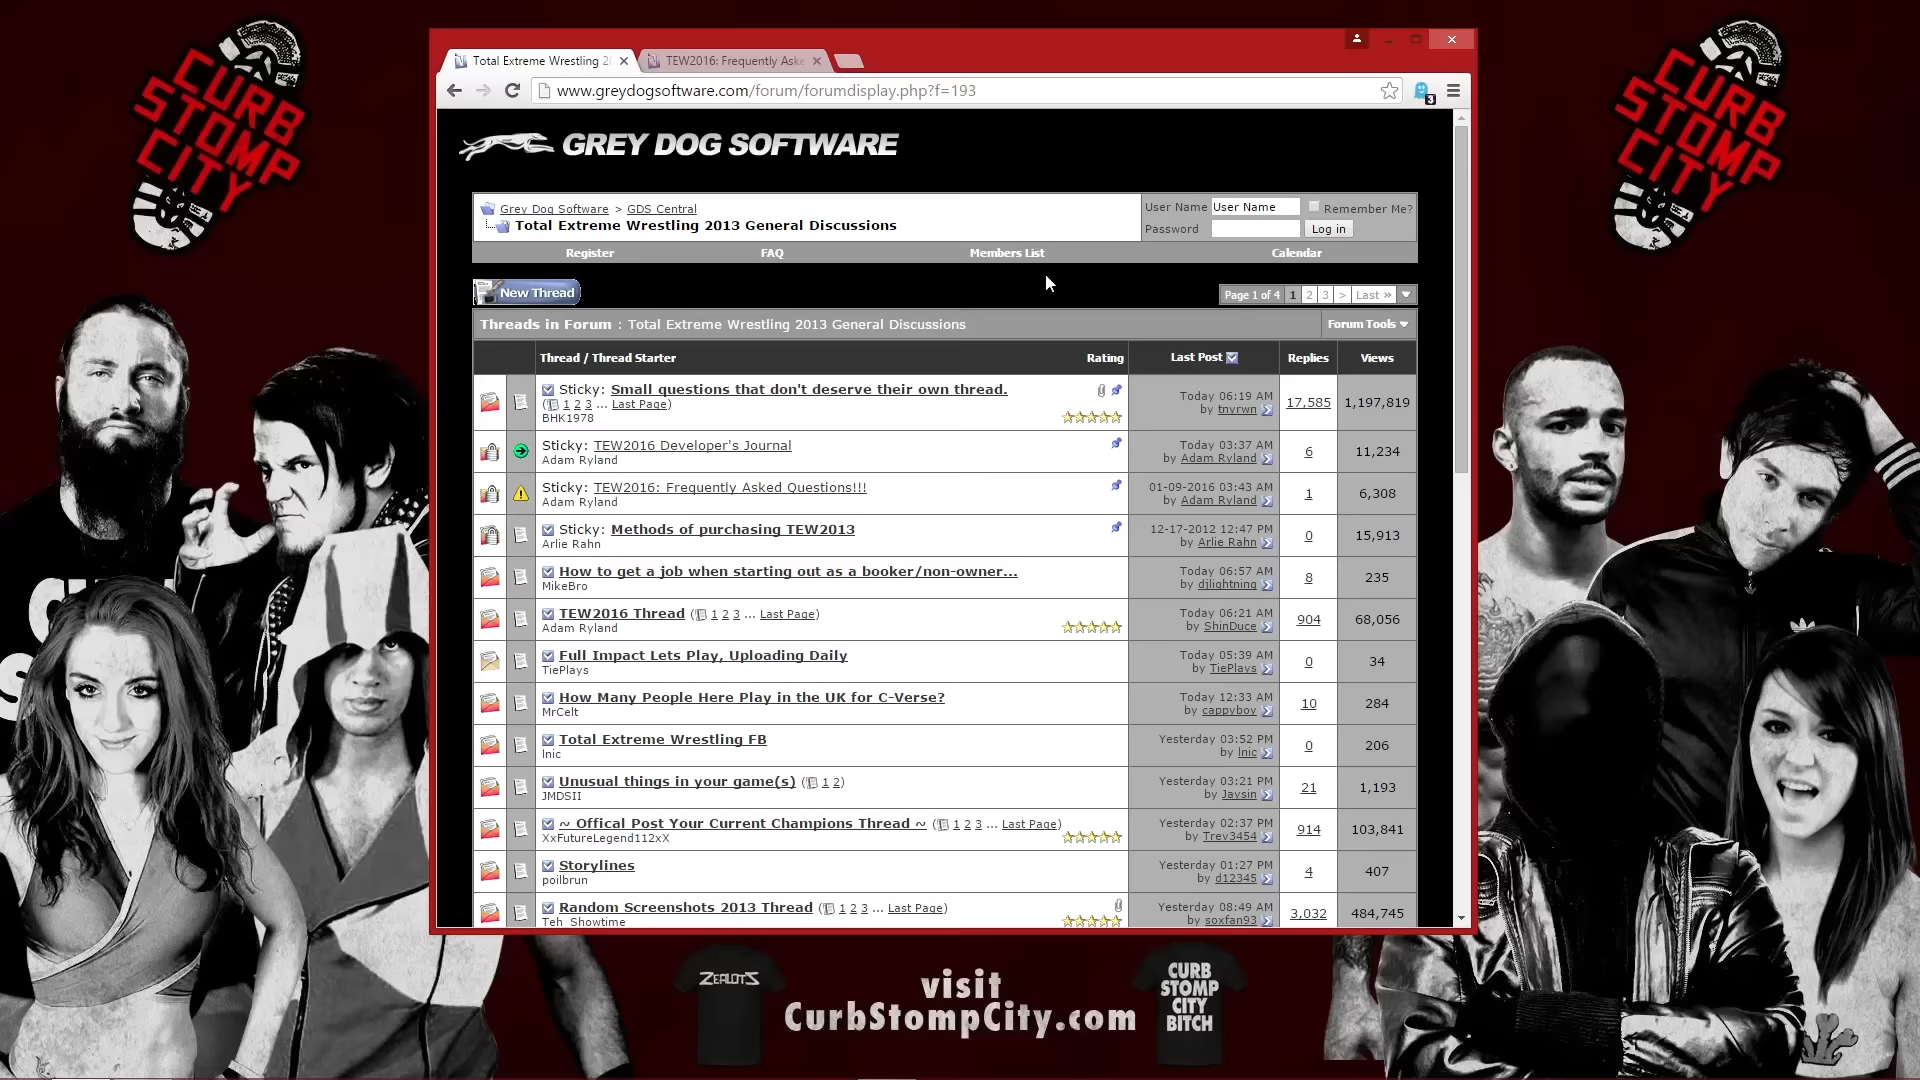 CURB STOMP CITY
CURB STOMP CITY
Total Extreme Wrestling 2
TEW2016: Frequently Aske
www.greydogsoftware.com/forum/forumdisplay.php?f=193
3
GREY DOG SOFTWARE
Grey Dog Software > GDS Central
Total Extreme Wrestling 2013 General Discussions
User Name User Name Remember Me?
Password Log in
Register FAQ Members List Calendar
New Thread
Page 1 of 4 1 2 3 > Last »
Threads in Forum : Total Extreme Wrestling 2013 General Discussions Forum Tools
Thread / Thread Starter Rating Last Post Replies Views
Sticky: Small questions that don't deserve their own thread.
( 1 2 3 ... Last Page)
BHK1978
Today 06:19 AM
by tnyrwn
17,585 1,197,819
Sticky: TEW2016 Developer's Journal
Adam Ryland
Today 03:37 AM
by Adam Ryland
6 11,234
Sticky: TEW2016: Frequently Asked Questions!!!
Adam Ryland
01-09-2016 03:43 AM
by Adam Ryland
1 6,308
Sticky: Methods of purchasing TEW2013
Arlie Rahn
12-17-2012 12:47 PM
by Arlie Rahn
0 15,913
How to get a job when starting out as a booker/non-owner...
MikeBro
Today 06:57 AM
by djlightning
8 235
TEW2016 Thread ( 1 2 3 ... Last Page)
Adam Ryland
Today 06:21 AM
by ShinDuce
904 68,056
Full Impact Lets Play, Uploading Daily
TiePlays
Today 05:39 AM
by TiePlays
0 34
How Many People Here Play in the UK for C-Verse?
MrCelt
Today 12:33 AM
by cappyboy
10 284
Total Extreme Wrestling FB
lnic
Yesterday 03:52 PM
by lnic
0 206
Unusual things in your game(s) ( 1 2)
JMDSII
Yesterday 03:21 PM
by Jaysin
21 1,193
~ Offical Post Your Current Champions Thread ~ ( 1 2 3 ... Last Page)
XxFutureLegend112xX
Yesterday 02:37 PM
by Trev3454
914 103,841
Storylines
poilbrun
Yesterday 01:27 PM
by d12345
4 407
Random Screenshots 2013 Thread ( 1 2 3 ... Last Page)
Teh_Showtime
Yesterday 08:49 AM
by soxfan93
3,032 484,745
ZEALOTS
visit
CurbStompCity.com
CURB
STOMP
CITY
BITCH